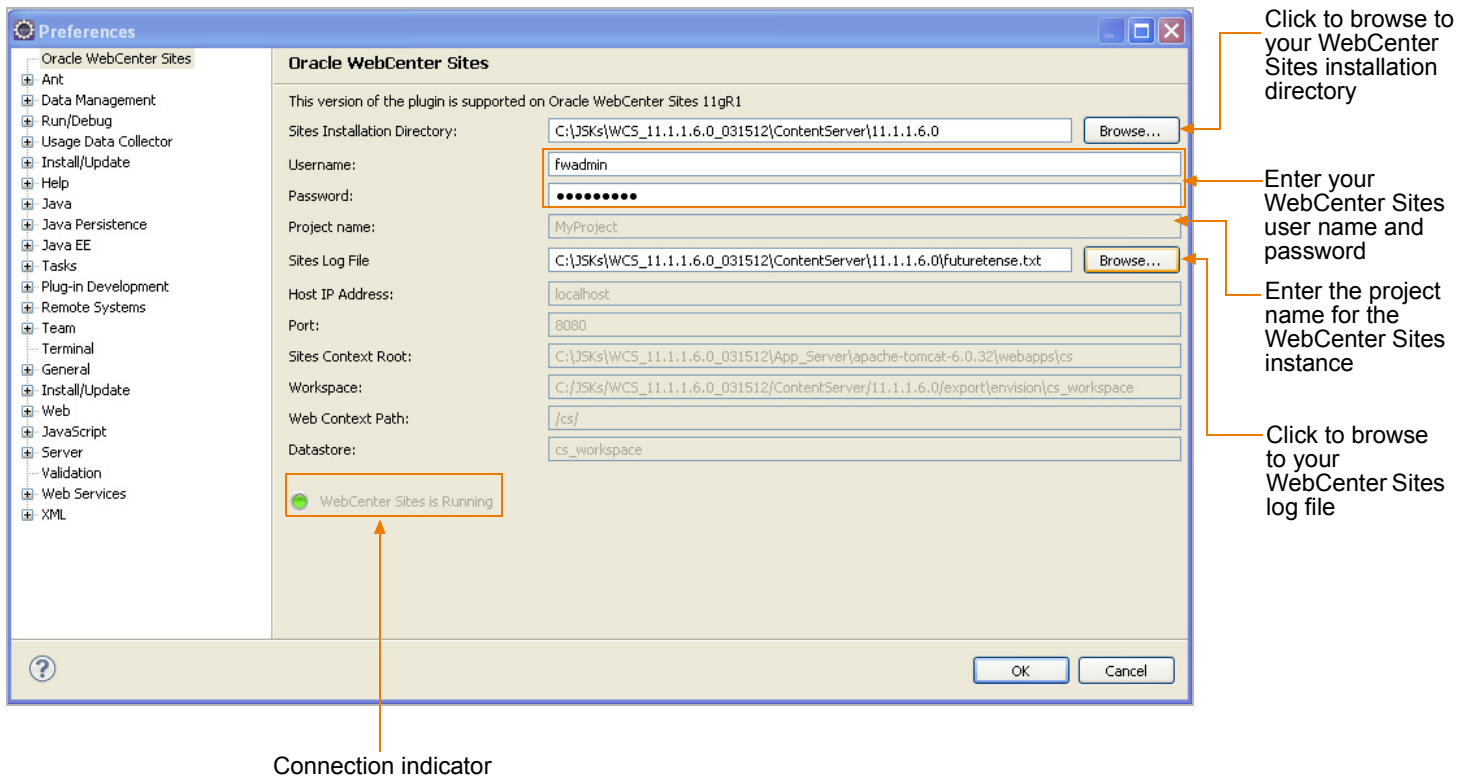 Preferences
Oracle WebCenter Sites
Ant
Data Management
Run/Debug
Usage Data Collector
Install/Update
Help
Java
Java Persistence
Java EE
Tasks
Plug-in Development
Remote Systems
Team
Terminal
General
Install/Update
Web
JavaScript
Server
Validation
Web Services
XML
Oracle WebCenter Sites
This version of the plugin is supported on Oracle WebCenter Sites 11gR1
Sites Installation Directory: C:\JSKs\WCS_11.1.1.6.0_031512\ContentServer\11.1.1.6.0 Browse...
Username: fwadmin
Password: ●●●●●●●●●
Project name: MyProject
Sites Log File C:\JSKs\WCS_11.1.1.6.0_031512\ContentServer\11.1.1.6.0\futuretense.txt Browse...
Host IP Address: localhost
Port: 8080
Sites Context Root: C:\JSKs\WCS_11.1.1.6.0_031512\App_Server\apache-tomcat-6.0.32\webapps\cs
Workspace: C:/JSKs/WCS_11.1.1.6.0_031512/ContentServer/11.1.1.6.0/export\envision\cs_workspace
Web Context Path: /cs/
Datastore: cs_workspace
WebCenter Sites is Running
?
OK Cancel
Click to browse to
your WebCenter
Sites installation
directory
Enter your
WebCenter Sites
user name and
password
Enter the project
name for the
WebCenter Sites
instance
Click to browse
to your
WebCenter Sites
log file
Connection indicator